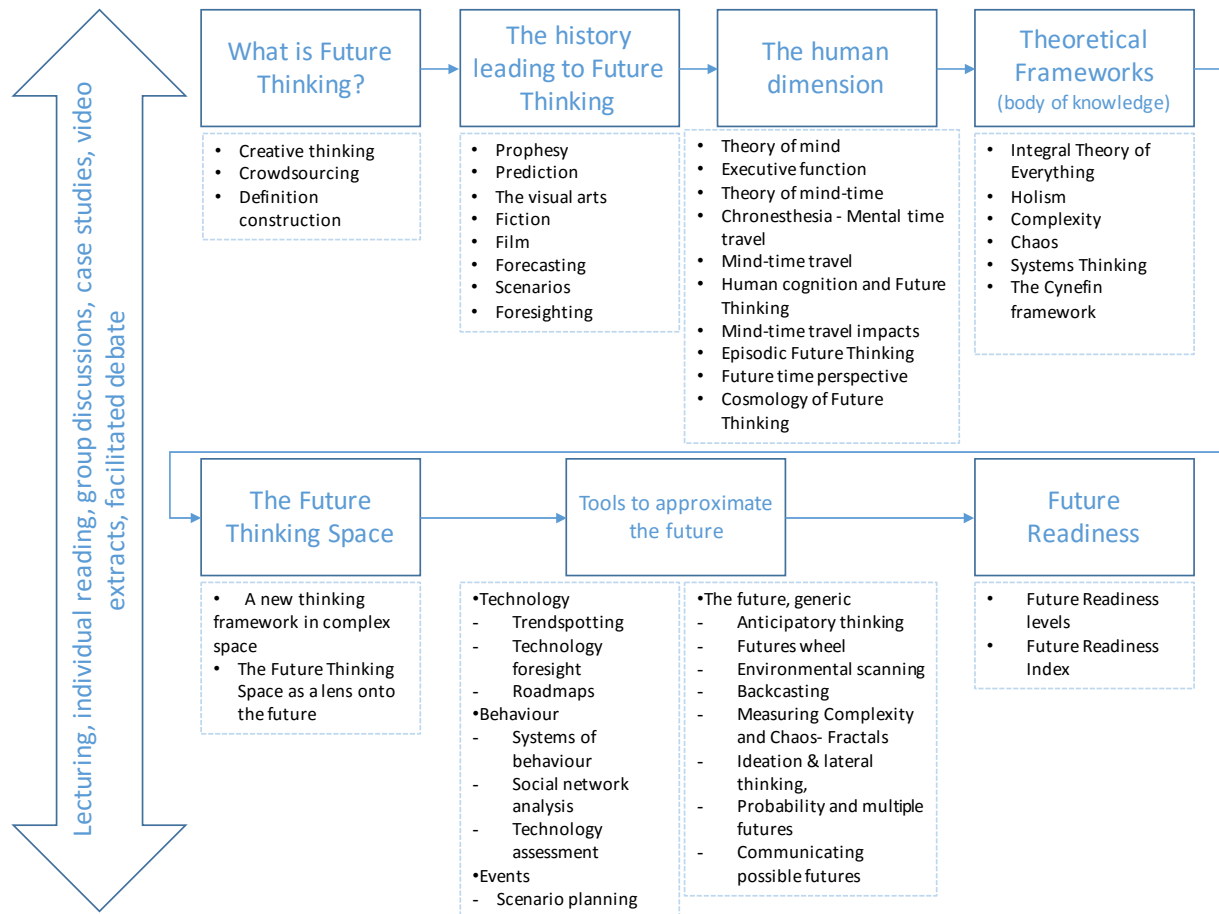 Lecturing, individual reading, group discussions, case studies, video
extracts, facilitated debate
What is Future
Thinking?
• Creative thinking
• Crowdsourcing
• Definition
construction
The history
leading to Future
Thinking
• Prophesy
• Prediction
• The visual arts
• Fiction
• Film
• Forecasting
• Scenarios
• Foresighting
The human
dimension
• Theory of mind
• Executive function
• Theory of mind-time
• Chronesthesia - Mental time
travel
• Mind-time travel
• Human cognition and Future
Thinking
• Mind-time travel impacts
• Episodic Future Thinking
• Future time perspective
• Cosmology of Future
Thinking
Theoretical
Frameworks
(body of knowledge)
• Integral Theory of
Everything
• Holism
• Complexity
• Chaos
• Systems Thinking
• The Cynefin
framework
The Future
Thinking Space
• A new thinking
framework in complex
space
• The Future Thinking
Space as a lens onto
the future
Tools to approximate
the future
•Technology
- Trendspotting
- Technology
foresight
- Roadmaps
•Behaviour
- Systems of
behaviour
- Social network
analysis
- Technology
assessment
•Events
- Scenario planning
•The future, generic
- Anticipatory thinking
- Futures wheel
- Environmental scanning
- Backcasting
- Measuring Complexity
and Chaos- Fractals
- Ideation & lateral
thinking,
- Probability and multiple
futures
- Communicating
possible futures
Future
Readiness
• Future Readiness
levels
• Future Readiness
Index